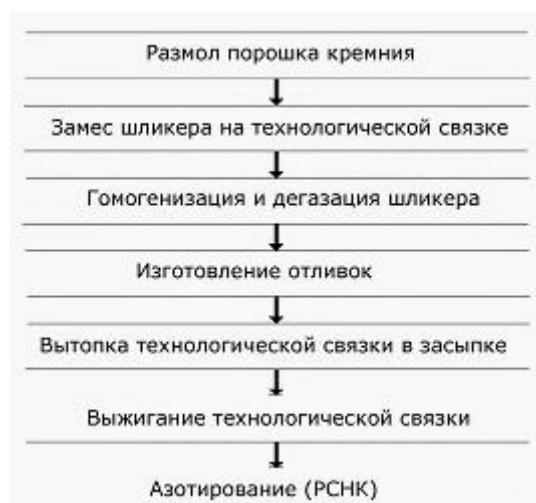 Размол порошка кремния
Замес шликера на технологической связке
Гомогенизация и дегазация шликера
Изготовление отливок
Вытопка технологической связки в засыпке
Выжигание технологической связки
Азотирование (РСНК)